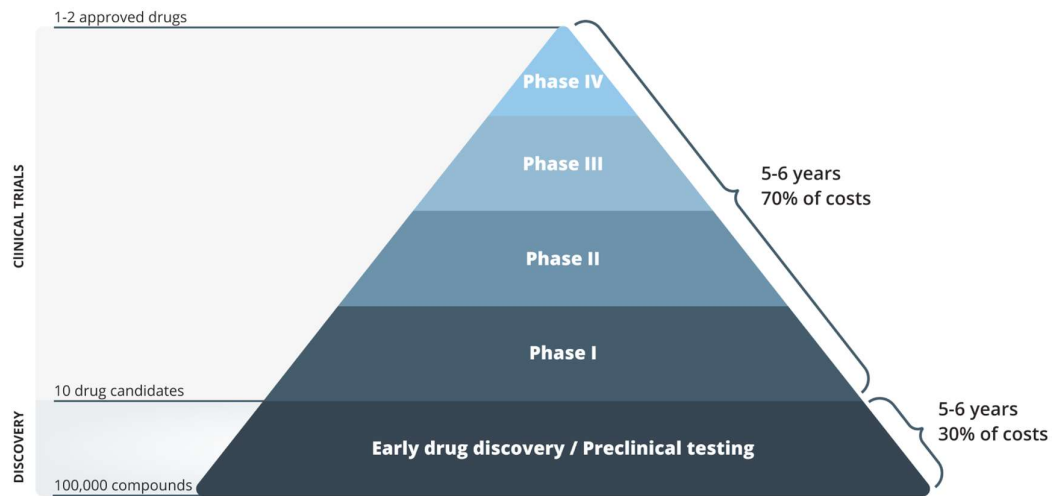 1-2 approved drugs
Phase IV
Phase III
5-6 years
70% of costs
ClINICAL TRIALS
Phase II
Phase I
10 drug candidates
5-6 years
30% of costs
DISCOVERY
Early drug discovery / Preclinical testing
100,000 compounds